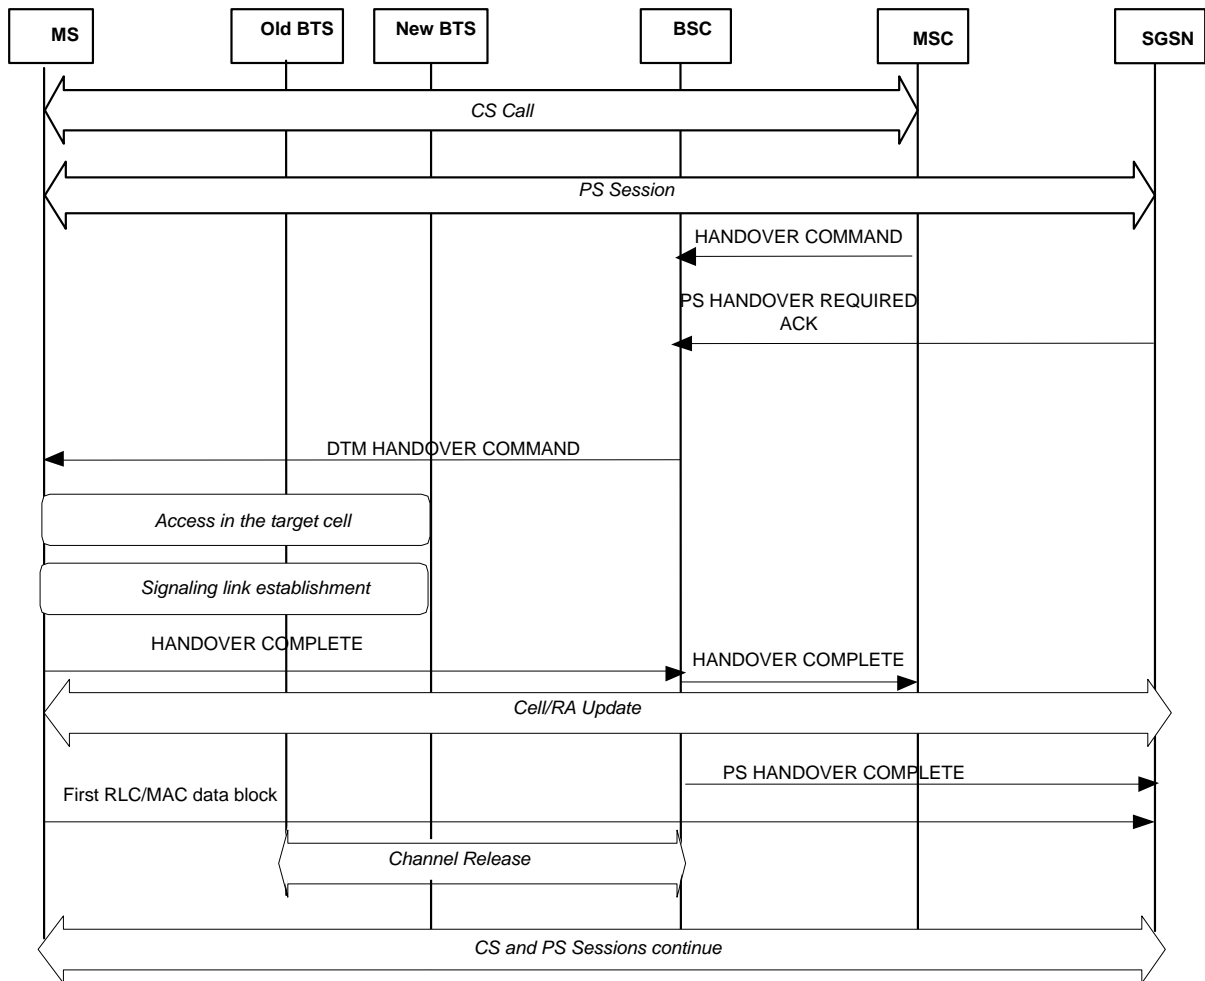 MS
Old BTS
New BTS
BSC
MSC
SGSN
CS Call
PS Session
HANDOVER COMMAND
PS HANDOVER REQUIRED
ACK
DTM HANDOVER COMMAND
Access in the target cell
Signaling link establishment
HANDOVER COMPLETE
HANDOVER COMPLETE
Cell/RA Update
PS HANDOVER COMPLETE
First RLC/MAC data block
Channel Release
CS and PS Sessions continue